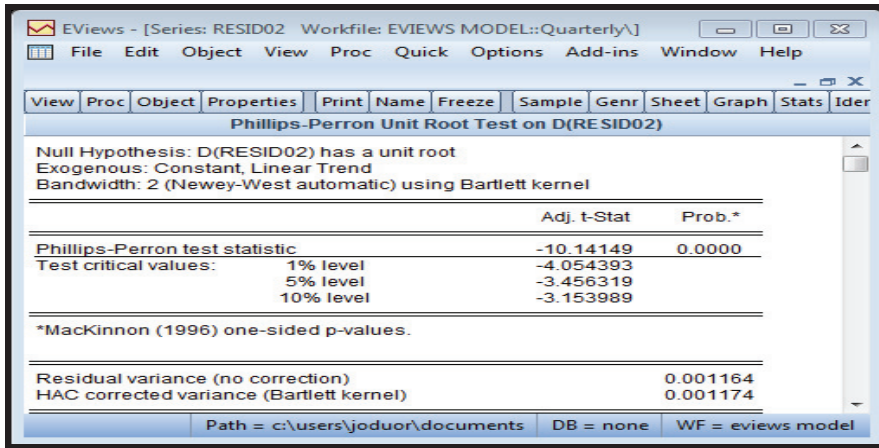 EViews - [Series: RESID02 Workfile: EVIEWS MODEL::Quarterly\]
File Edit Object View Proc Quick Options Add-ins Window Help
View Proc Object Properties Print Name Freeze Sample Genr Sheet Graph Stats Iden
Phillips-Perron Unit Root Test on D(RESID02)
Null Hypothesis: D(RESID02) has a unit root
Exogenous: Constant, Linear Trend
Bandwidth: 2 (Newey-West automatic) using Bartlett kernel
Adj. t-Stat Prob.*
Phillips-Perron test statistic -10.14149 0.0000
Test critical values: 1% level -4.054393
5% level -3.456319
10% level -3.153989
*MacKinnon (1996) one-sided p-values.
Residual variance (no correction) 0.001164
HAC corrected variance (Bartlett kernel) 0.001174
Path = c:\users\joduor\documents DB = none WF = eviews model